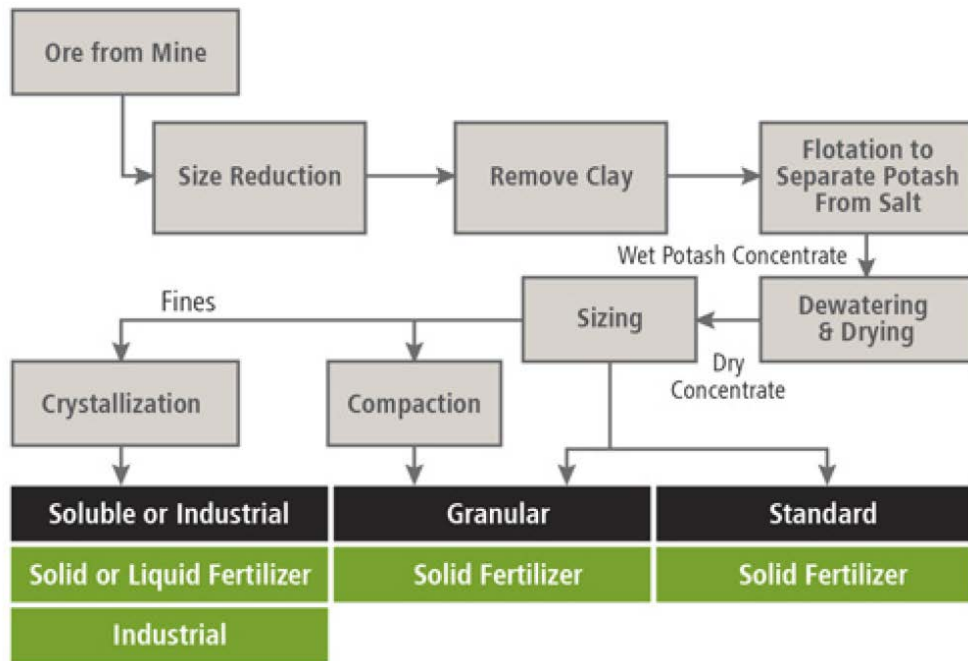 Ore from Mine
Size Reduction
Remove Clay
Flotation to
Separate Potash
From Salt
Wet Potash Concentrate
Dewatering
& Drying
Sizing
Dry
Concentrate
Fines
Crystallization
Compaction
Soluble or Industrial
Granular
Standard
Solid or Liquid Fertilizer
Solid Fertilizer
Solid Fertilizer
Industrial